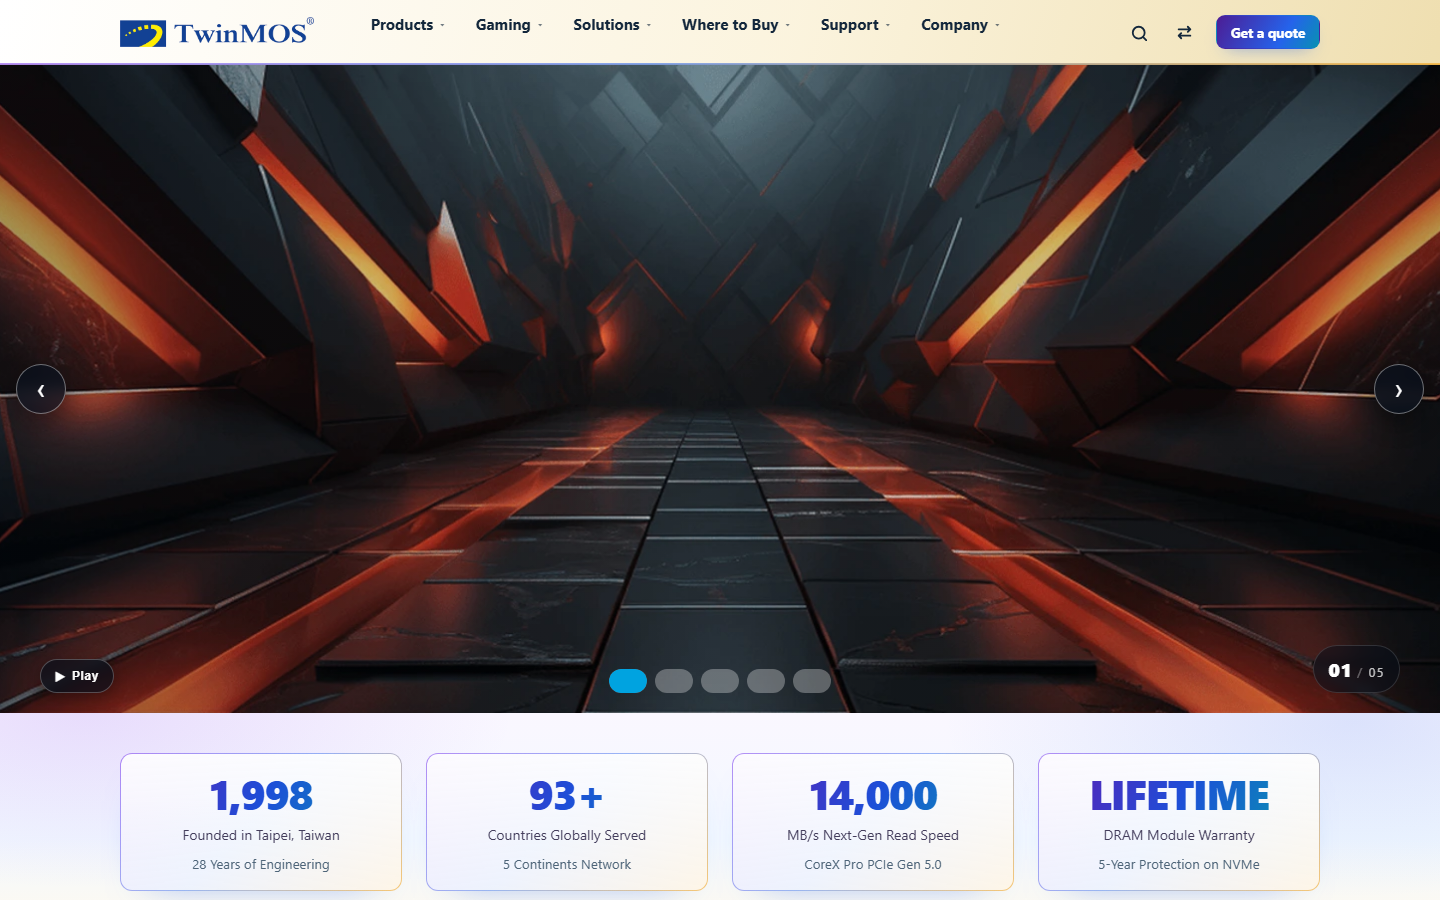 TwinMOS®
Products Gaming Solutions Where to Buy Support Company
Get a quote
‹
›
▶ Play
01 / 05
1,998
Founded in Taipei, Taiwan
28 Years of Engineering
93+
Countries Globally Served
5 Continents Network
14,000
MB/s Next-Gen Read Speed
CoreX Pro PCIe Gen 5.0
LIFETIME
DRAM Module Warranty
5-Year Protection on NVMe